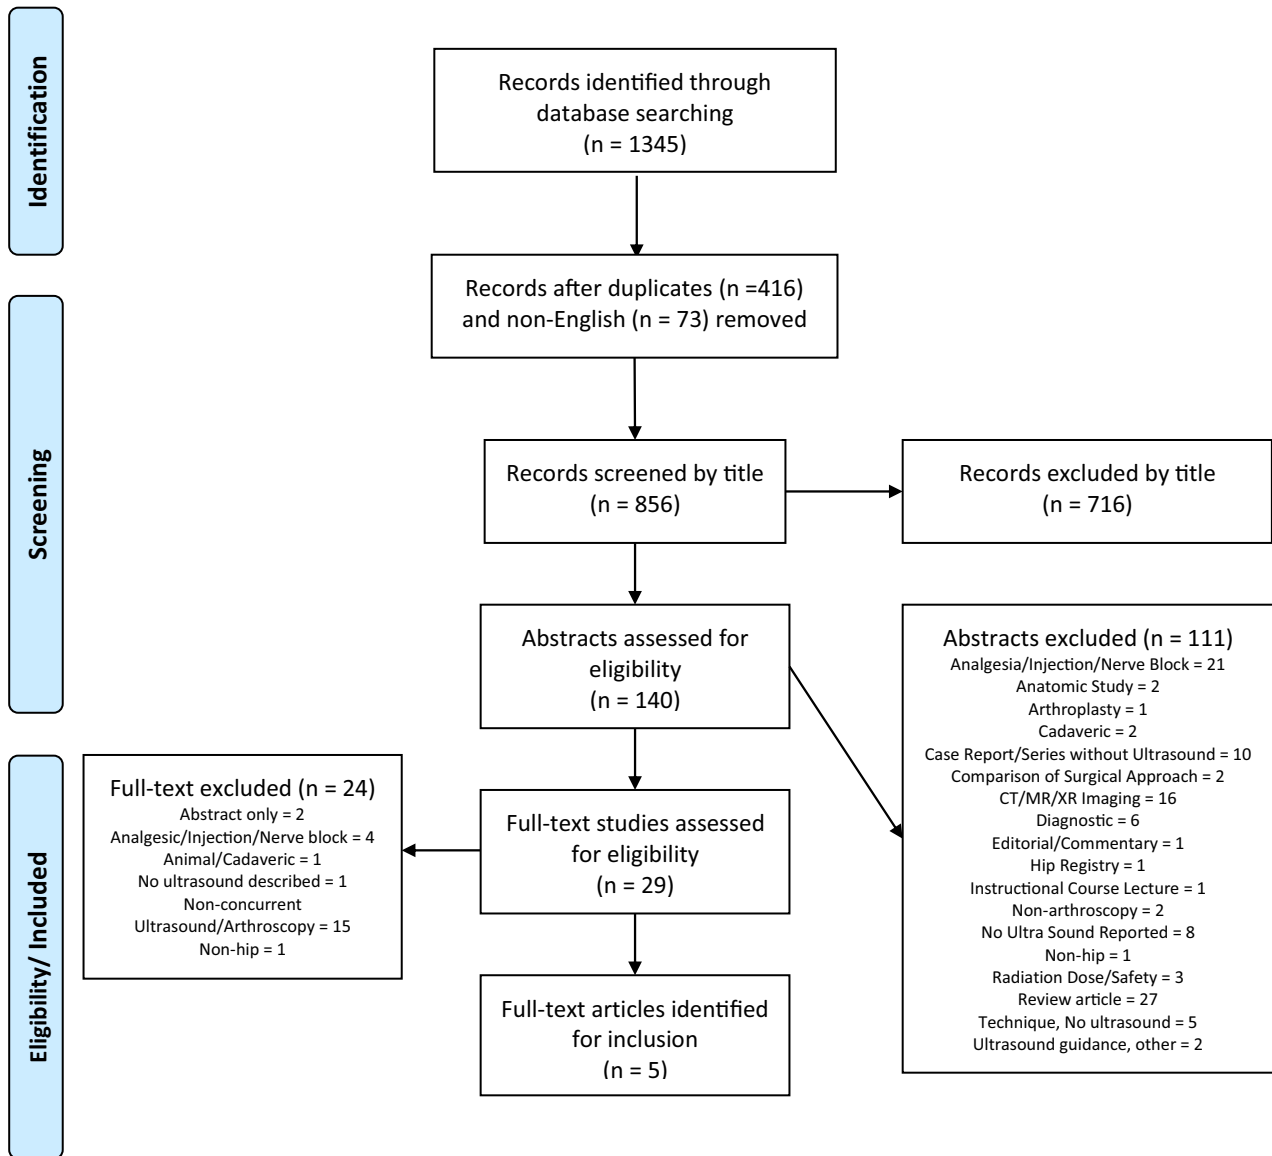 Identification
Records identified through
database searching
(n = 1345)
Records after duplicates (n =416)
and non-English (n = 73) removed
Screening
Records screened by title
(n = 856)
Records excluded by title
(n = 716)
Abstracts assessed for
eligibility
(n = 140)
Abstracts excluded (n = 111)
Analgesia/Injection/Nerve Block = 21
Anatomic Study = 2
Arthroplasty = 1
Cadaveric = 2
Case Report/Series without Ultrasound = 10
Comparison of Surgical Approach = 2
CT/MR/XR Imaging = 16
Diagnostic = 6
Editorial/Commentary = 1
Hip Registry = 1
Instructional Course Lecture = 1
Non-arthroscopy = 2
No Ultra Sound Reported = 8
Non-hip = 1
Radiation Dose/Safety = 3
Review article = 27
Technique, No ultrasound = 5
Ultrasound guidance, other = 2
Eligibility/ Included
Full-text excluded (n = 24)
Abstract only = 2
Analgesic/Injection/Nerve block = 4
Animal/Cadaveric = 1
No ultrasound described = 1
Non-concurrent
Ultrasound/Arthroscopy = 15
Non-hip = 1
Full-text studies assessed
for eligibility
(n = 29)
Full-text articles identified
for inclusion
(n = 5)